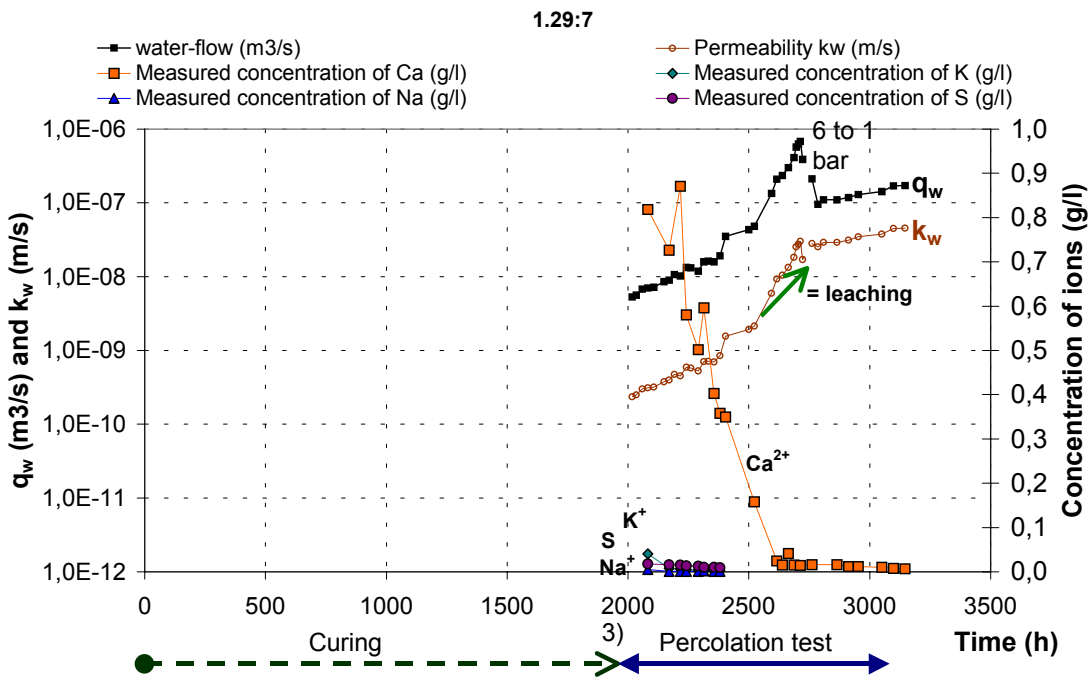 1.29:7
water-flow (m3/s)
Permeability kw (m/s)
Measured concentration of Ca (g/l)
Measured concentration of K (g/l)
Measured concentration of Na (g/l)
Measured concentration of S (g/l)
q_w (m3/s) and k_w (m/s)
1,0E-06
1,0E-07
1,0E-08
1,0E-09
1,0E-10
1,0E-11
1,0E-12
6 to 1
bar
q_w
k_w
= leaching
Ca²⁺
K⁺
S
Na⁺
1,0
0,9
0,8
0,7
0,6
0,5
0,4
0,3
0,2
0,1
0,0
Concentration of ions (g/l)
0 500 1000 1500 2000 2500 3000 3500
Curing 3) Percolation test Time (h)